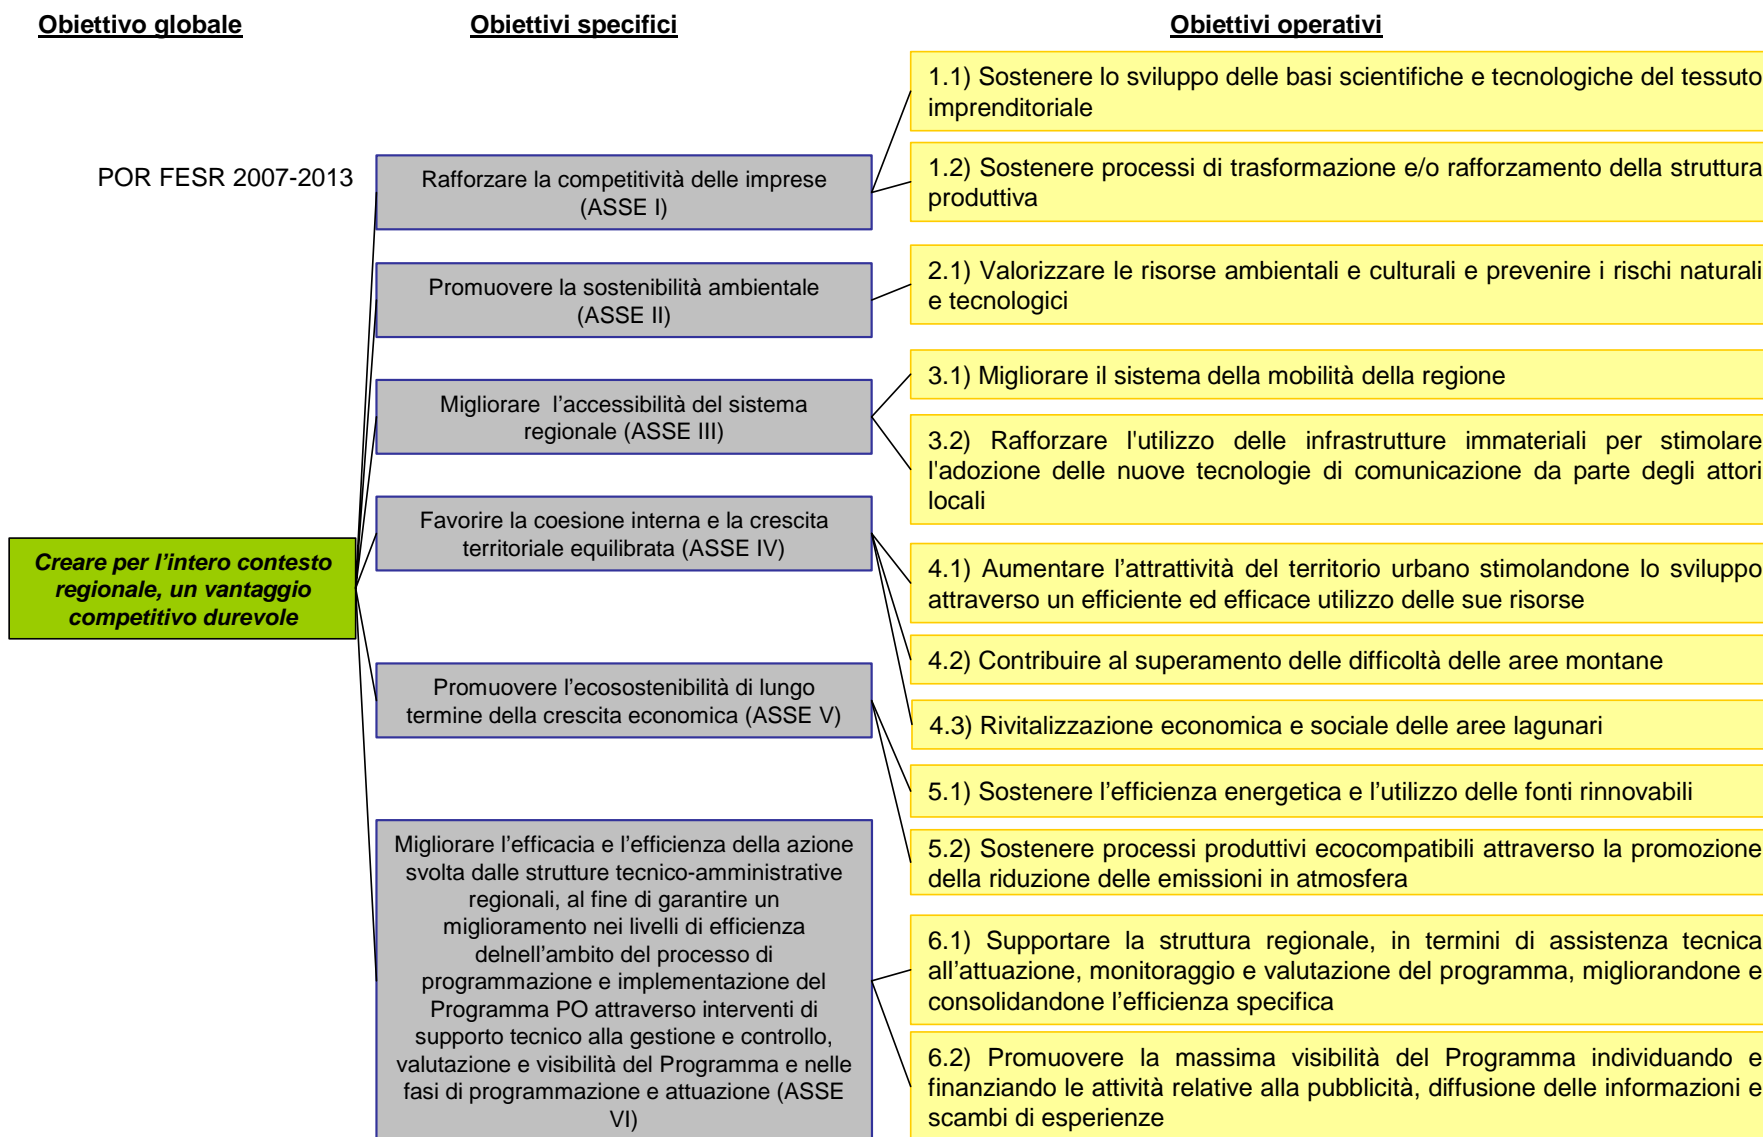 Obiettivo globale
Obiettivi specifici
Obiettivi operativi
POR FESR 2007-2013
Creare per l’intero contesto
regionale, un vantaggio
competitivo durevole
Rafforzare la competitività delle imprese
(ASSE I)
Promuovere la sostenibilità ambientale
(ASSE II)
Migliorare  l’accessibilità del sistema
regionale (ASSE III)
Favorire la coesione interna e la crescita
territoriale equilibrata (ASSE IV)
Promuovere l’ecosostenibilità di lungo
termine della crescita economica (ASSE V)
Migliorare l’efficacia e l’efficienza della azione
svolta dalle strutture tecnico-amministrative
regionali, al fine di garantire un
miglioramento nei livelli di efficienza
delnell’ambito del processo di
programmazione e implementazione del
Programma PO attraverso interventi di
supporto tecnico alla gestione e controllo,
valutazione e visibilità del Programma e nelle
fasi di programmazione e attuazione (ASSE
VI)
1.1) Sostenere lo sviluppo delle basi scientifiche e tecnologiche del tessuto
imprenditoriale
1.2) Sostenere processi di trasformazione e/o rafforzamento della struttura
produttiva
2.1) Valorizzare le risorse ambientali e culturali e prevenire i rischi naturali
e tecnologici
3.1) Migliorare il sistema della mobilità della regione
3.2) Rafforzare l'utilizzo delle infrastrutture immateriali per stimolare
l'adozione delle nuove tecnologie di comunicazione da parte degli attori
locali
4.1) Aumentare l’attrattività del territorio urbano stimolandone lo sviluppo
attraverso un efficiente ed efficace utilizzo delle sue risorse
4.2) Contribuire al superamento delle difficoltà delle aree montane
4.3) Rivitalizzazione economica e sociale delle aree lagunari
5.1) Sostenere l’efficienza energetica e l’utilizzo delle fonti rinnovabili
5.2) Sostenere processi produttivi ecocompatibili attraverso la promozione
della riduzione delle emissioni in atmosfera
6.1) Supportare la struttura regionale, in termini di assistenza tecnica
all’attuazione, monitoraggio e valutazione del programma, migliorandone e
consolidandone l’efficienza specifica
6.2) Promuovere la massima visibilità del Programma individuando e
finanziando le attività relative alla pubblicità, diffusione delle informazioni e
scambi di esperienze